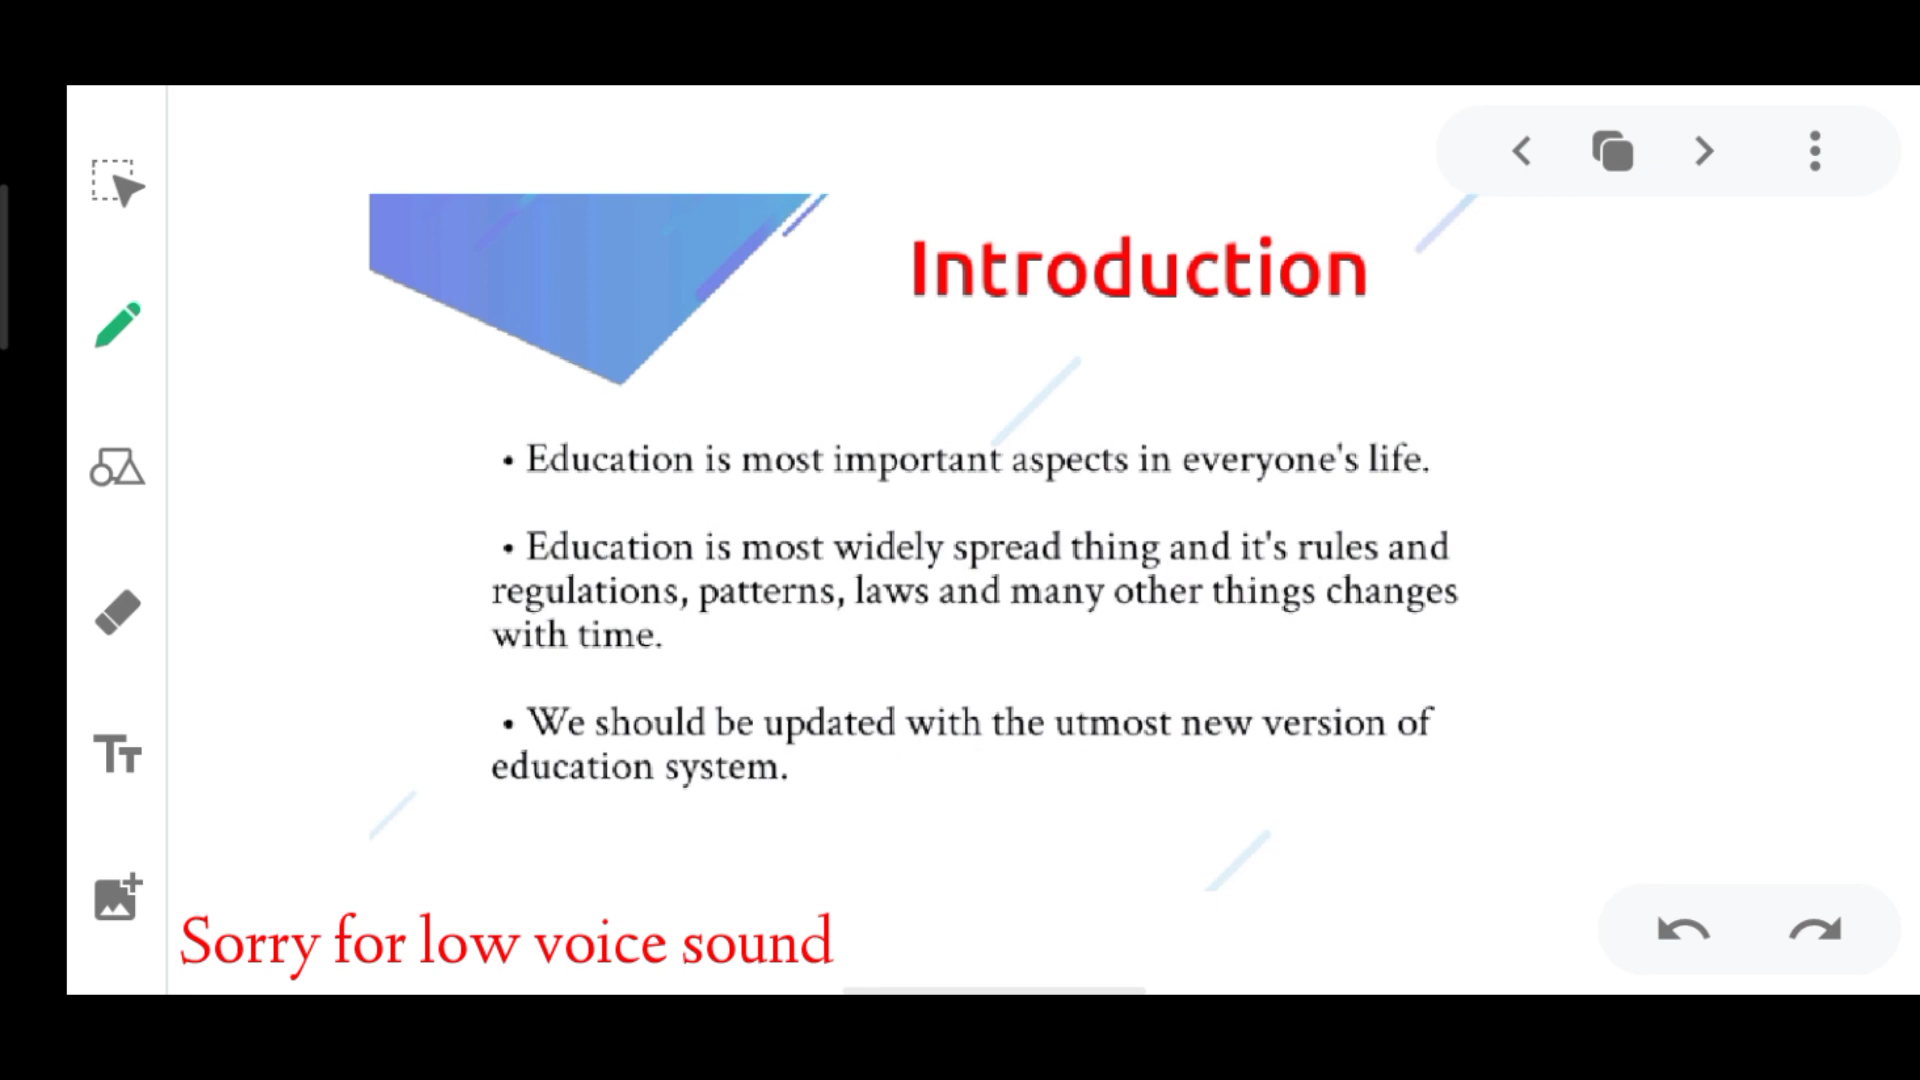 Introduction
• Education is most important aspects in everyone's life.
• Education is most widely spread thing and it's rules and
regulations, patterns, laws and many other things changes
with time.
• We should be updated with the utmost new version of
education system.
Sorry for low voice sound